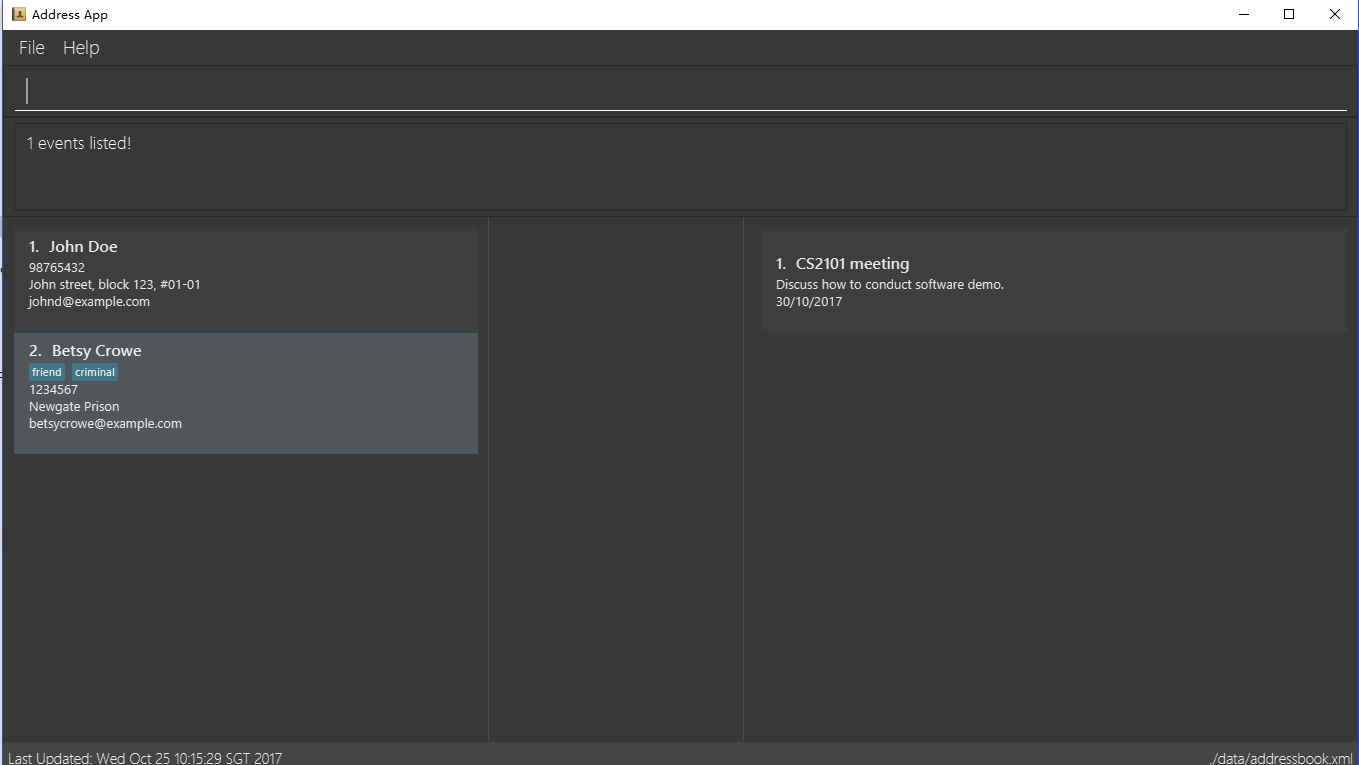 Address App
File Help
1 events listed!
1. John Doe
98765432
John street, block 123, #01-01
johnd@example.com
2. Betsy Crowe
friend criminal
1234567
Newgate Prison
betsycrowe@example.com
1. CS2101 meeting
Discuss how to conduct software demo.
30/10/2017
Last Updated: Wed Oct 25 10:15:29 SGT 2017
./data/addressbook.xml